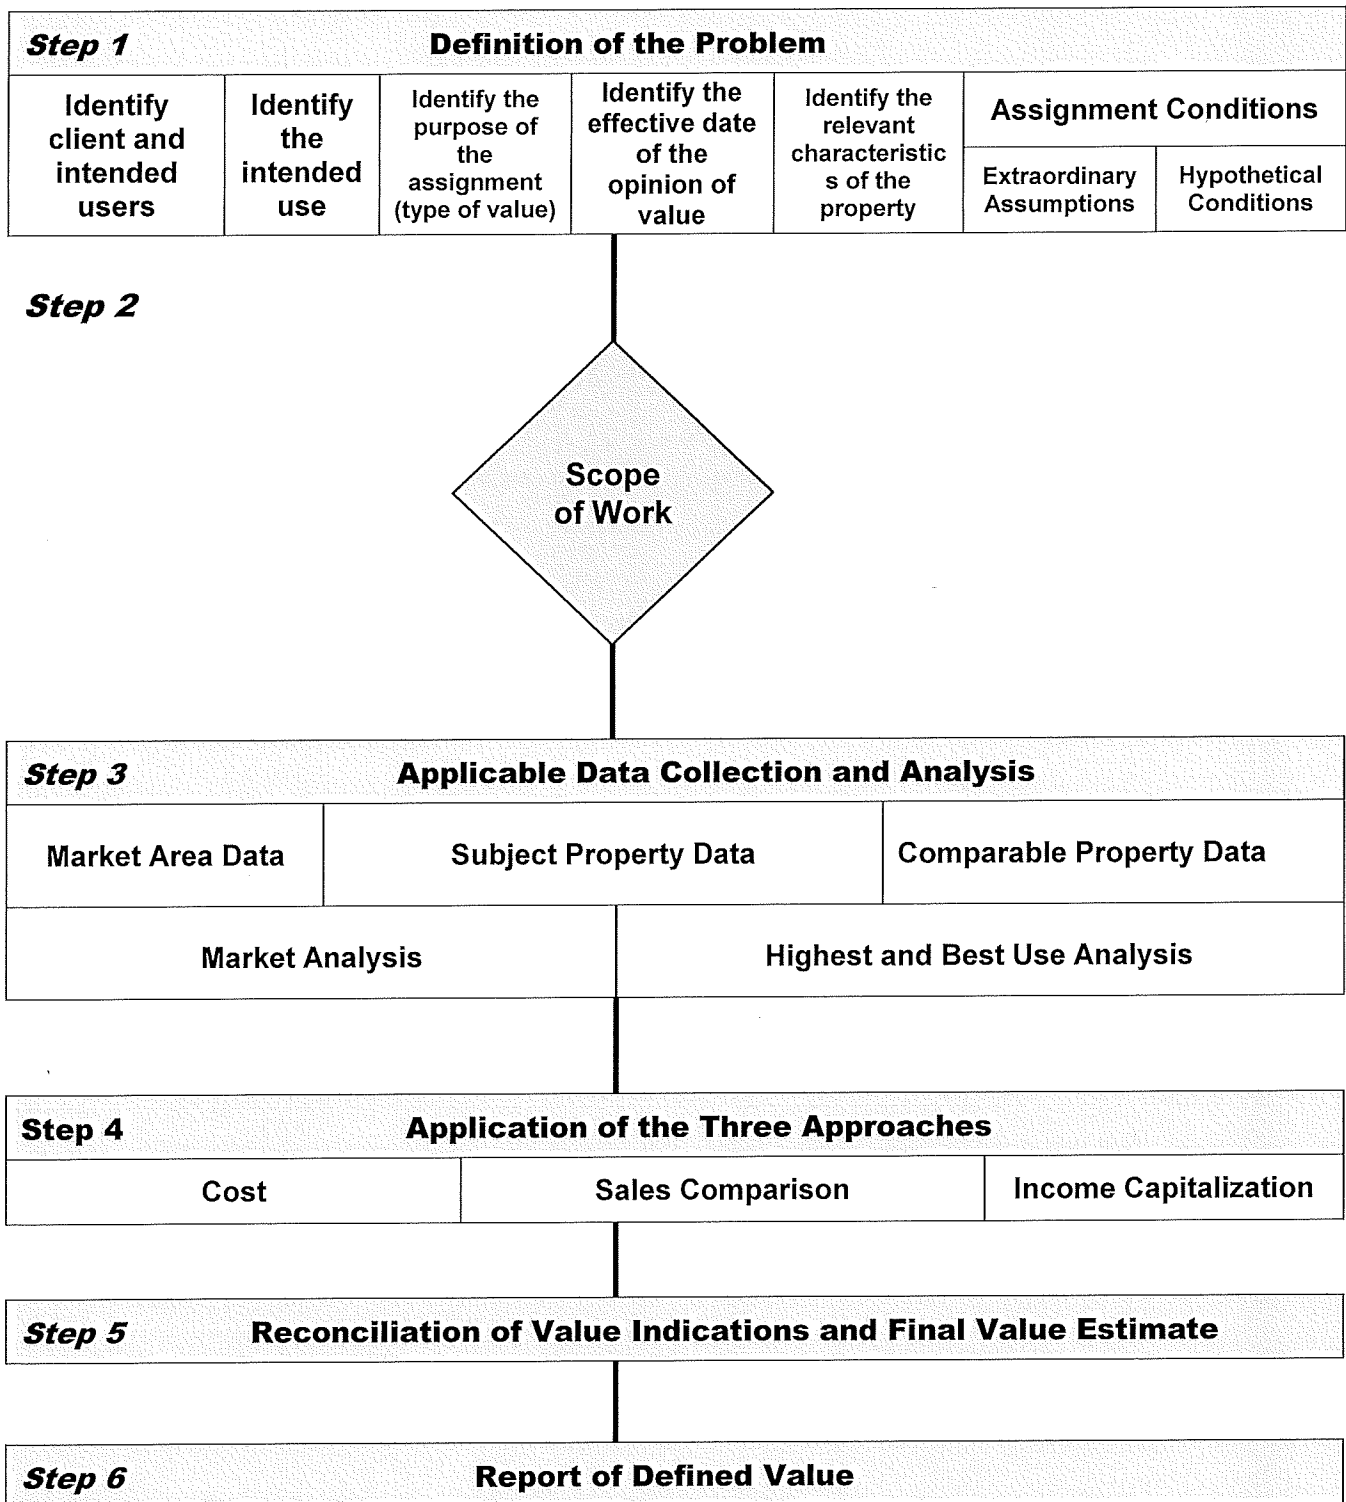 Step 1 Definition of the Problem
Identify
client and
intended
users
Identify
the
intended
use
Identify the
purpose of
the
assignment
(type of value)
Identify the
effective date
of the
opinion of
value
Identify the
relevant
characteristic
s of the
property
Assignment Conditions
Extraordinary
Assumptions
Hypothetical
Conditions
Step 2
Scope
of Work
Step 3 Applicable Data Collection and Analysis
Market Area Data
Subject Property Data
Comparable Property Data
Market Analysis
Highest and Best Use Analysis
Step 4 Application of the Three Approaches
Cost
Sales Comparison
Income Capitalization
Step 5 Reconciliation of Value Indications and Final Value Estimate
Step 6 Report of Defined Value